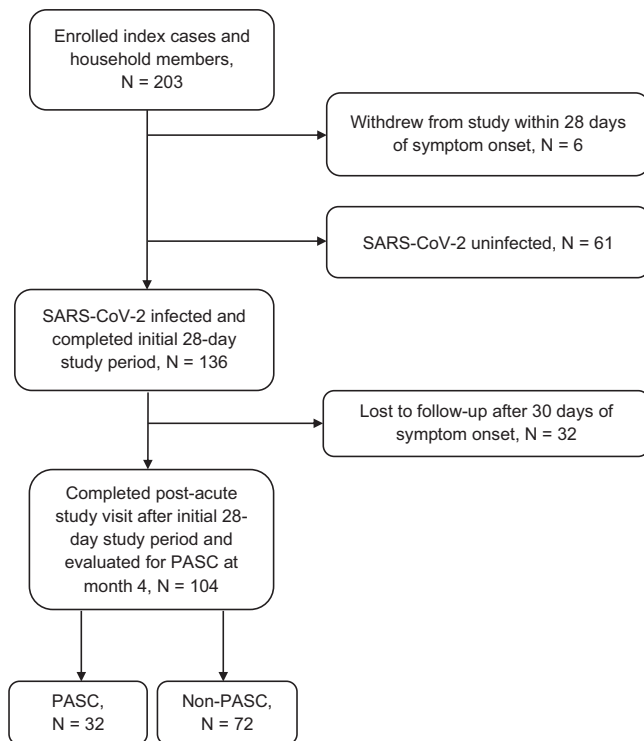 Enrolled index cases and
household members,
N = 203
Withdrew from study within 28 days
of symptom onset, N = 6
SARS-CoV-2 uninfected, N = 61
SARS-CoV-2 infected and
completed initial 28-day
study period, N = 136
Lost to follow-up after 30 days of
symptom onset, N = 32
Completed post-acute
study visit after initial 28-
day study period and
evaluated for PASC at
month 4, N = 104
PASC,
N = 32
Non-PASC,
N = 72